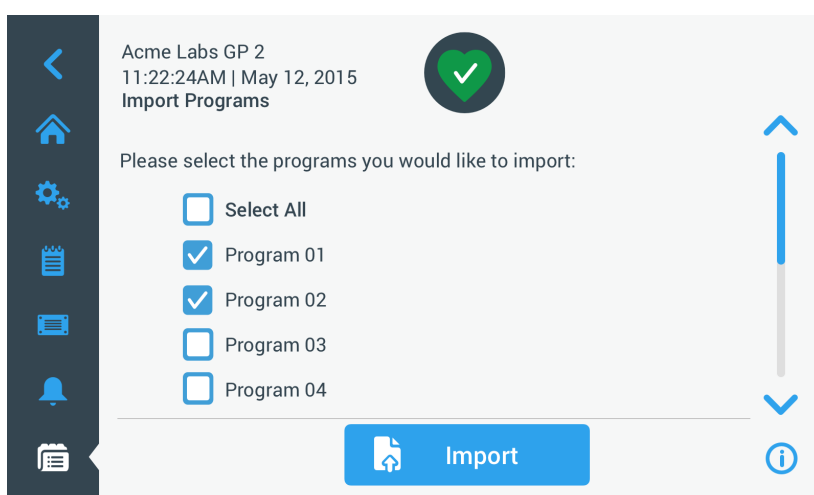 Acme Labs GP 2
11:22:24AM | May 12, 2015
Import Programs
Please select the programs you would like to import:
Select All
Program 01
Program 02
Program 03
Program 04
Import